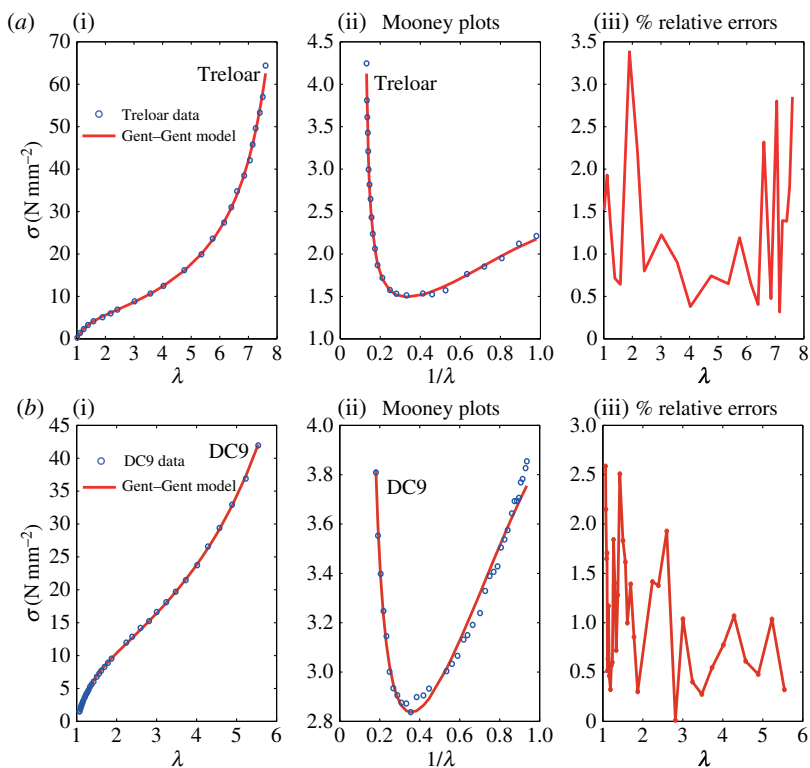 (a) (i) (ii) Mooney plots (iii) % relative errors
70
60
50
40
30
20
10
0
σ (N mm−2)
Treloar
Treloar data
Gent–Gent model
1 2 3 4 5 6 7 8
λ
4.5
4.0
3.5
3.0
2.5
2.0
1.5
1.0
Treloar
0 0.2 0.4 0.6 0.8 1.0
1/λ
3.5
3.0
2.5
2.0
1.5
1.0
0.5
0
1 2 3 4 5 6 7 8
λ
(b) (i) (ii) Mooney plots (iii) % relative errors
45
40
35
30
25
20
15
10
5
0
σ (N mm−2)
DC9
DC9 data
Gent–Gent model
1 2 3 4 5 6
λ
4.0
3.8
3.6
3.4
3.2
3.0
2.8
DC9
0 0.2 0.4 0.6 0.8 1.0
1/λ
3.0
2.5
2.0
1.5
1.0
0.5
0
1 2 3 4 5 6
λ